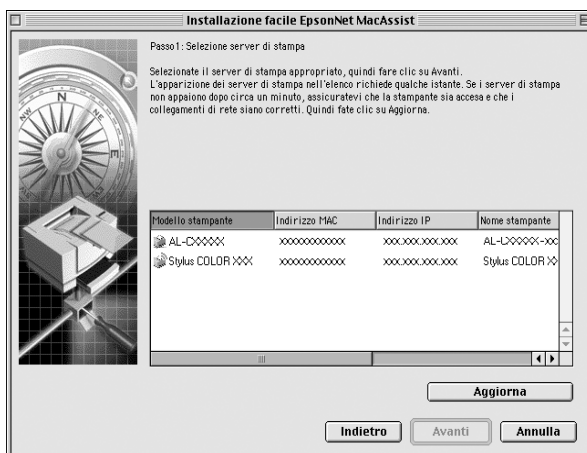 Installazione facile EpsonNet MacAssist
Passo1: Selezione server di stampa
Selezionate il server di stampa appropriato, quindi fare clic su Avanti.
L'apparizione dei server di stampa nell'elenco richiede qualche istante. Se i server di stampa
non appaiono dopo circa un minuto, assicuratevi che la stampante sia accesa e che i
collegamenti di rete siano corretti. Quindi fate clic su Aggiorna.
N
NE
E
NW
Modello stampante Indirizzo MAC Indirizzo IP Nome stampante
AL-CXXXXX XXXXXXXXXXXX XXX.XXX.XXX.XXX
Stylus COLOR XXX XXXXXXXXXXXX XXX.XXX.XXX.XXX Stylus COLOR
Aggiorna
Indietro Avanti Annulla